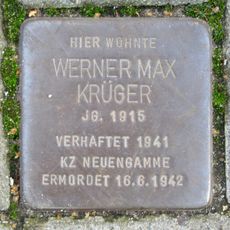 HIER WOHNTE
WERNER MAX
KRÜGER
JG. 1915
VERHAFTET 1941
KZ NEUENGAMME
ERMORDET 16.6.1942